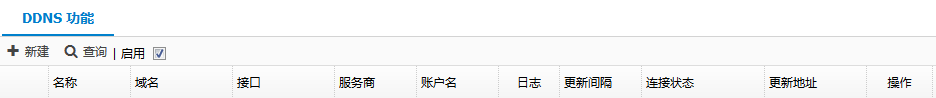 DDNS 功能
新建 查询 | 启用
名称 域名 接口 服务商 账户名 日志 更新间隔 连接状态 更新地址 操作